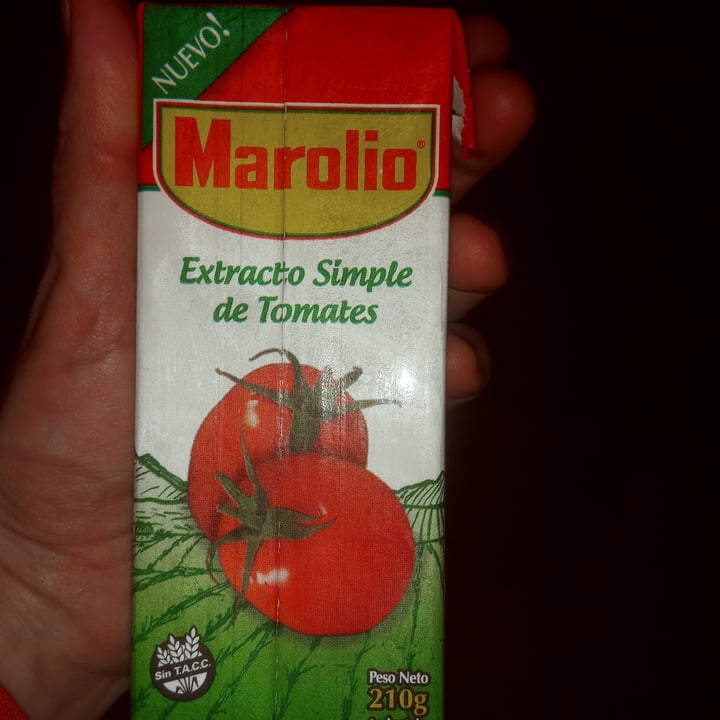 NUEVO!
Marolio®
Extracto Simple
de Tomates
Sin T.A.C.C.
Peso Neto
210g